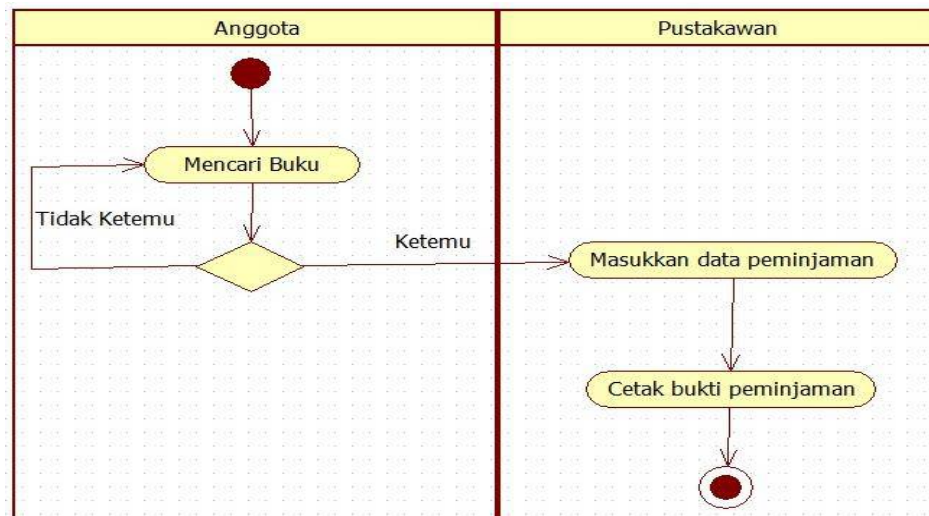 Anggota
Pustakawan
Mencari Buku
Tidak Ketemu
Ketemu
Masukkan data peminjaman
Cetak bukti peminjaman